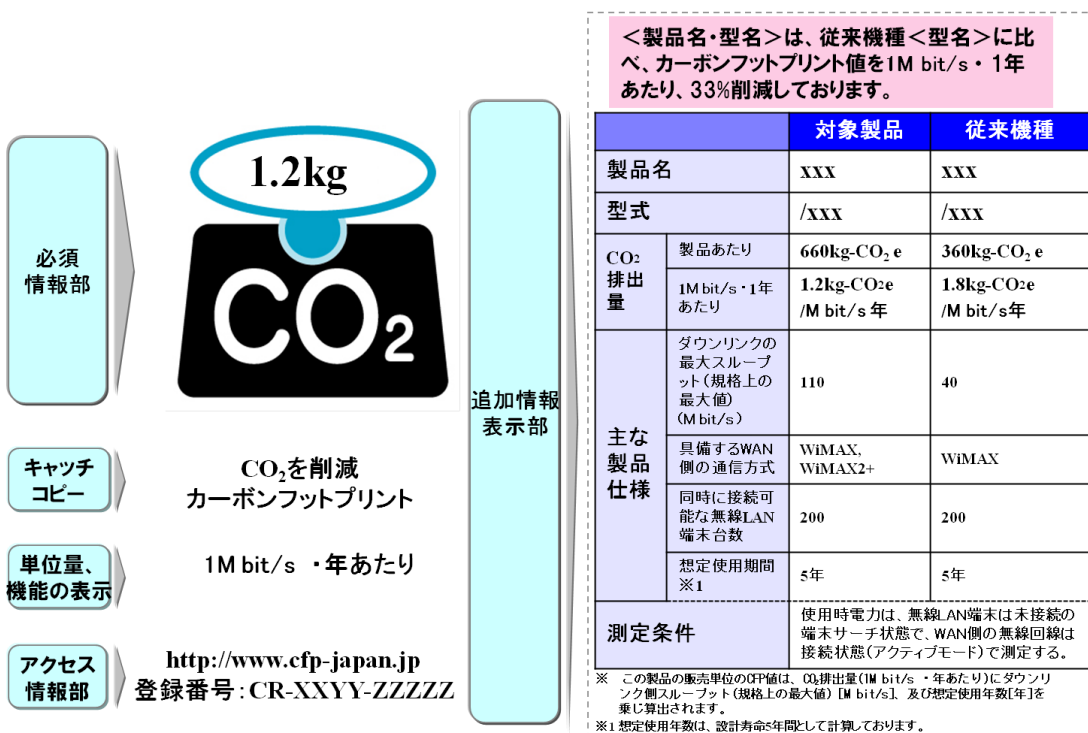 必須
情報部
1.2kg
CO2
キャッチ
コピー
CO2を削減
カーボンフットプリント
単位量、
機能の表示
1M bit/s ・年あたり
アクセス
情報部
http://www.cfp-japan.jp
登録番号：CR-XXYY-ZZZZZ
追加情報
表示部
＜製品名・型名＞は、従来機種＜型名＞に比
べ、カーボンフットプリント値を1M bit/s・ 1年
あたり、33%削減しております。
対象製品 従来機種
製品名 XXX XXX
型式 /XXX /XXX
CO2
排出
量
製品あたり 660kg-CO2 e 360kg-CO2 e
1M bit/s・1年
あたり
1.2kg-CO2e
/M bit/s 年
1.8kg-CO2e
/M bit/s年
主な
製品
仕様
ダウンリンクの
最大スループ
ット（規格上の
最大値）
(M bit/s)
110 40
具備するWAN
側の通信方式
WiMAX,
WiMAX2+
WiMAX
同時に接続可
能な無線LAN
端末台数
200 200
想定使用期間
※1
5年 5年
測定条件
使用時電力は、無線LAN端末は未接続の
端末サーチ状態で、WAN側の無線回線は
接続状態(アクティブモード)で測定する。
※ この製品の販売単位のCFP値は、CO2排出量(1M bit/s ・年あたり)にダウンリ
ンク側スループット(規格上の最大値) [M bit/s]、及び想定使用年数[年]を
乗じ算出されます。
※1 想定使用年数は、設計寿命5年間として計算しております。